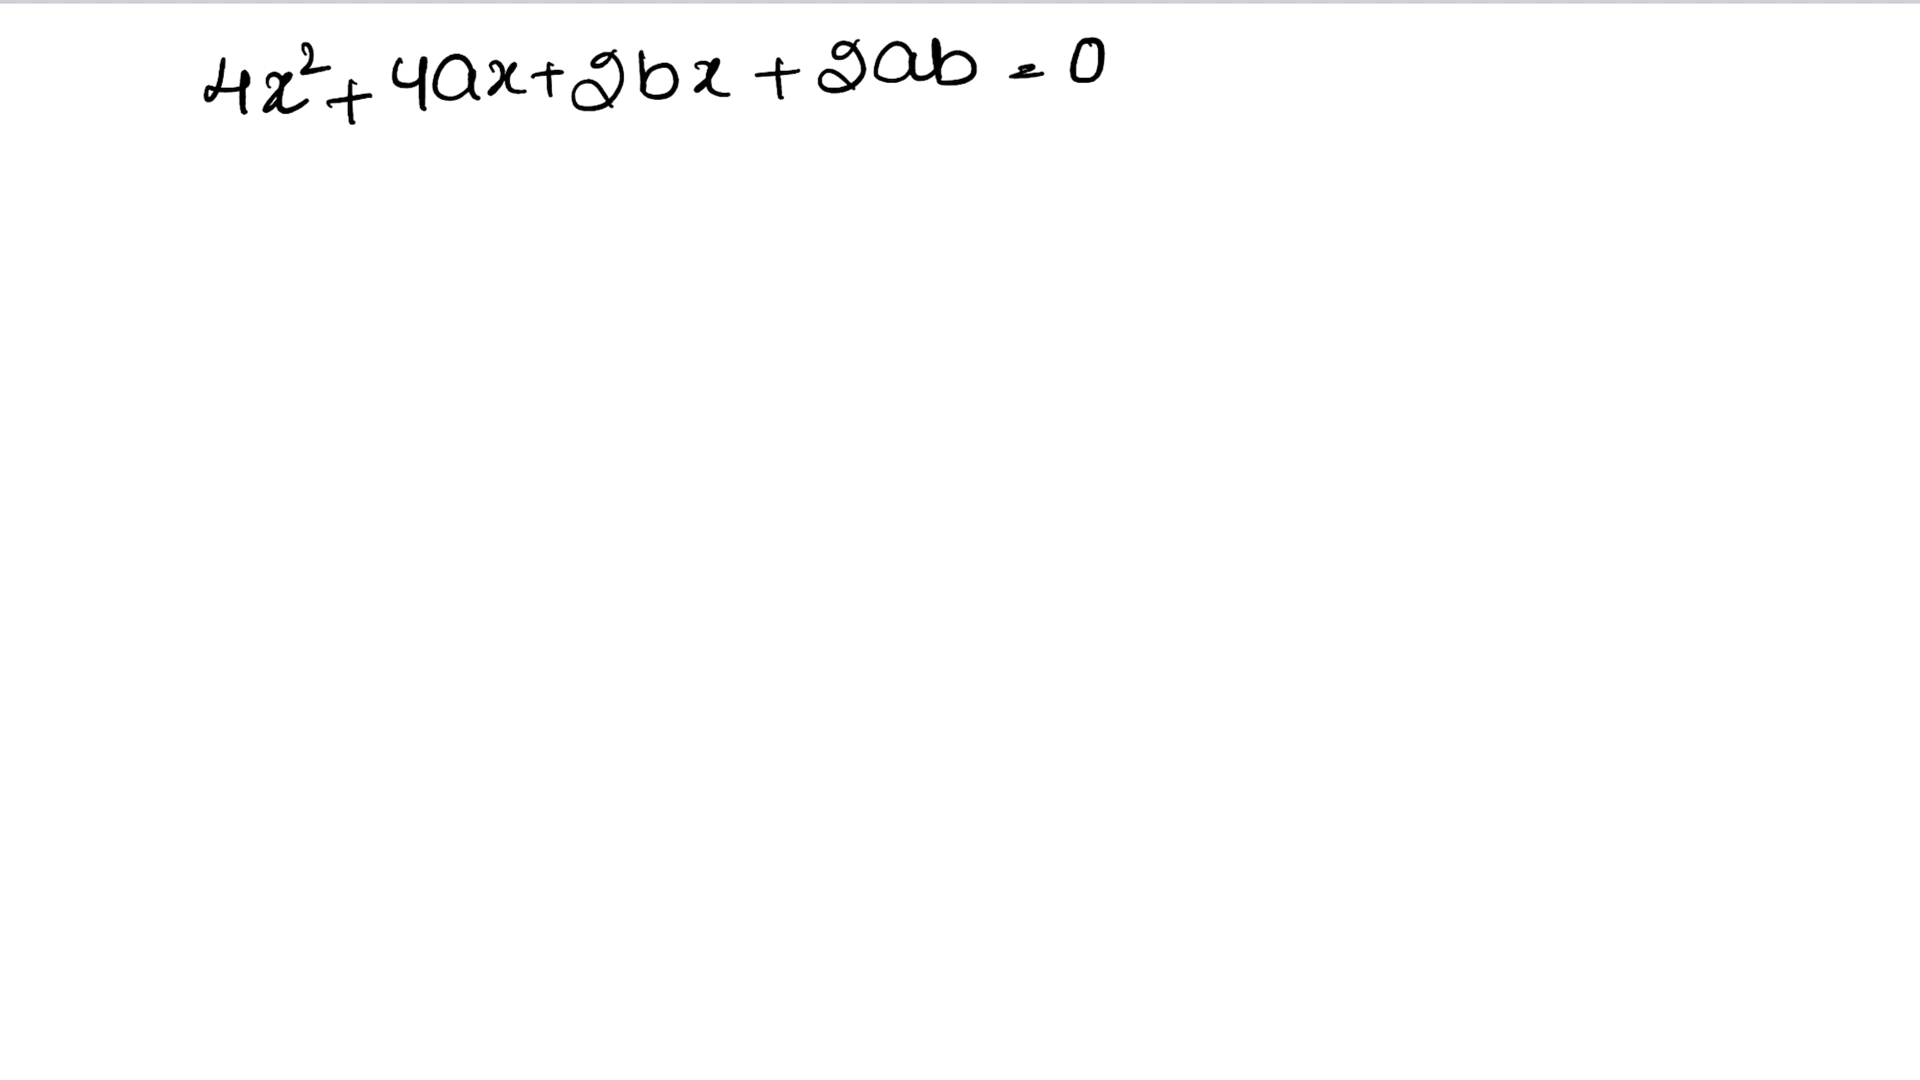 4x² + 4ax + 2bx + 2ab = 0